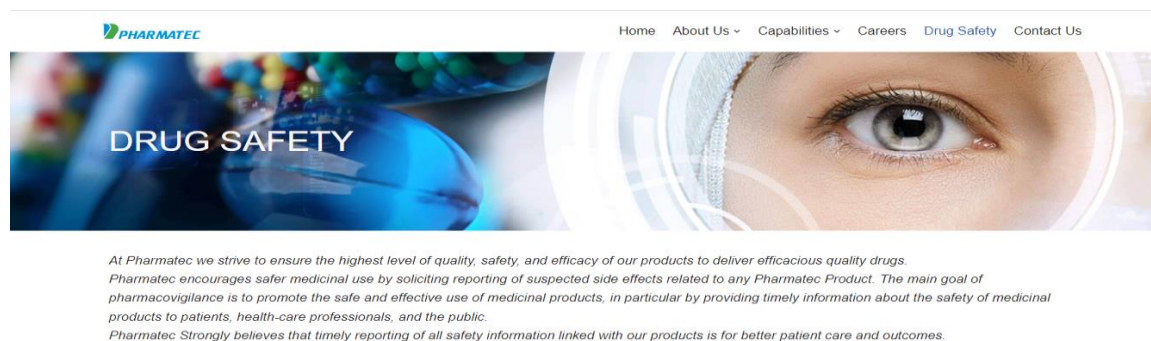 PHARMATEC
Home About Us Capabilities Careers Drug Safety Contact Us
DRUG SAFETY
At Pharmatec we strive to ensure the highest level of quality, safety, and efficacy of our products to deliver efficacious quality drugs.
Pharmatec encourages safer medicinal use by soliciting reporting of suspected side effects related to any Pharmatec Product. The main goal of
pharmacovigilance is to promote the safe and effective use of medicinal products, in particular by providing timely information about the safety of medicinal
products to patients, health-care professionals, and the public.
Pharmatec Strongly believes that timely reporting of all safety information linked with our products is for better patient care and outcomes.